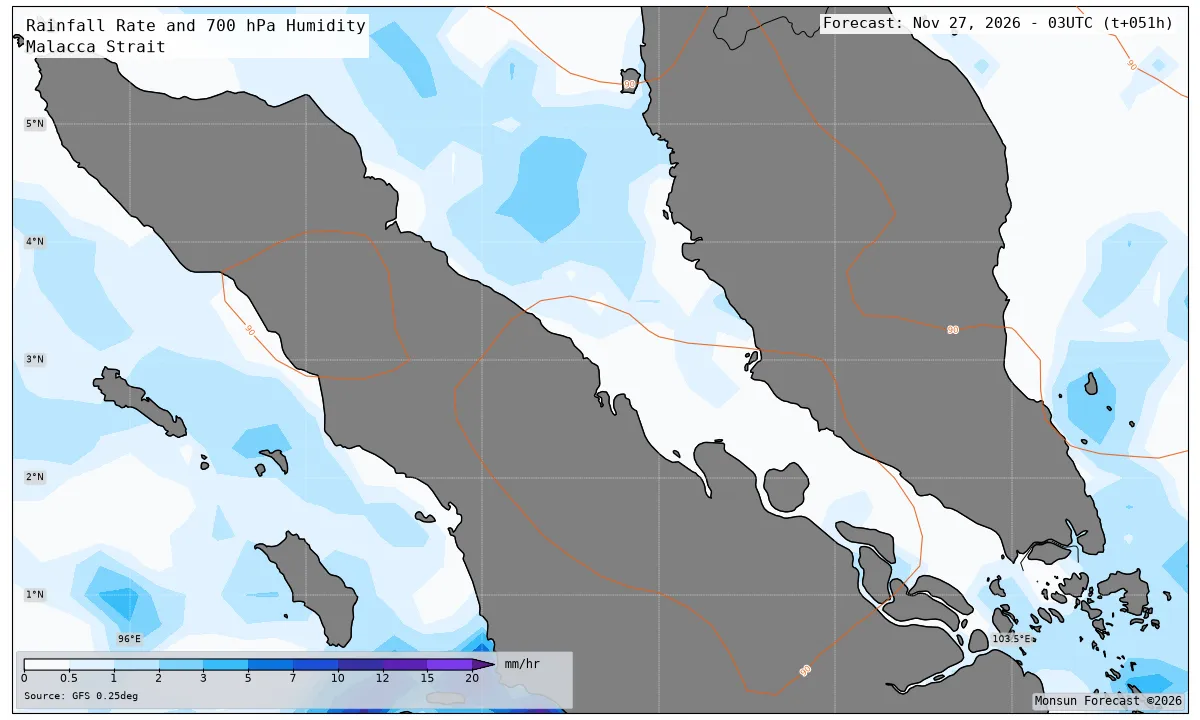 Rainfall Rate and 700 hPa Humidity
Malacca Strait
Forecast: Nov 27, 2026 - 03UTC (t+051h)
90
90
5°N
4°N
90
90
3°N
2°N
1°N
96°E
103.5°E
90
mm/hr
0 0.5 1 2 3 5 7 10 12 15 20
Source: GFS 0.25deg
Monsun Forecast ©2026